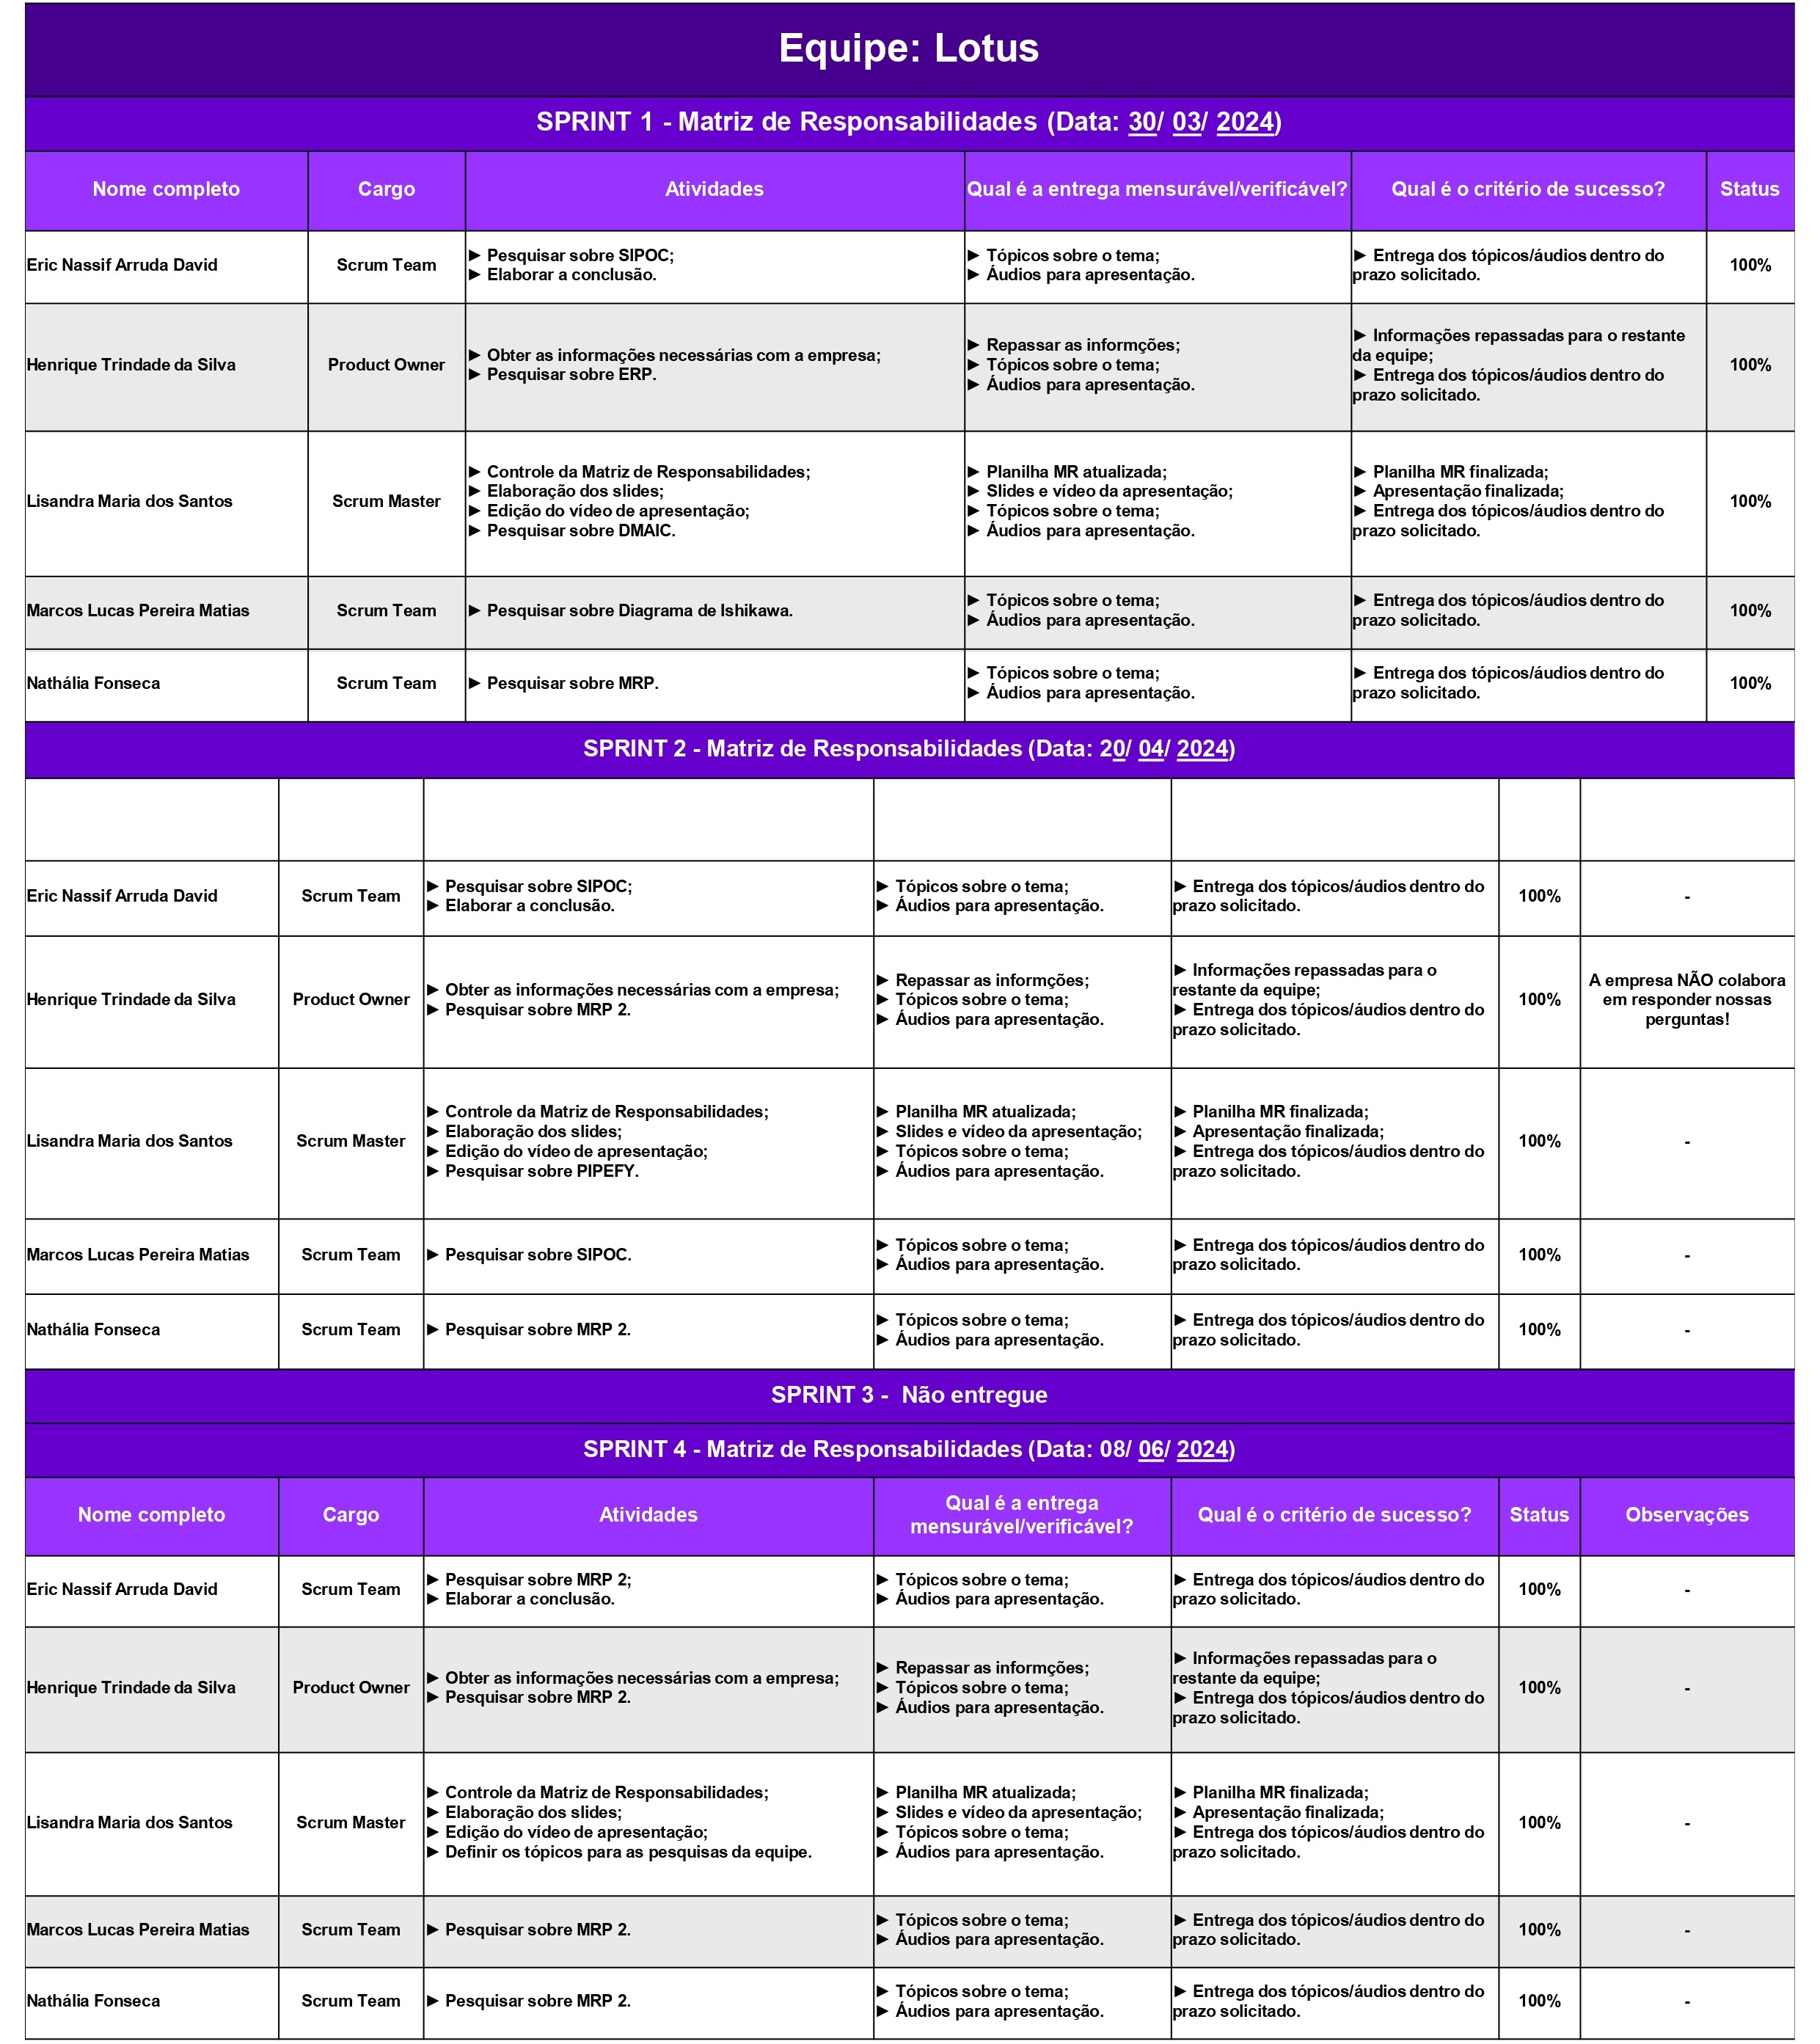 Equipe: Lotus
SPRINT 1 - Matriz de Responsabilidades (Data: 30/ 03/ 2024)
Nome completo
Cargo
Atividades
Qual é a entrega mensurável/verificável?
Qual é o critério de sucesso?
Status
Eric Nassif Arruda David
Scrum Team
► Pesquisar sobre SIPOC;
► Elaborar a conclusão.
► Tópicos sobre o tema;
► Áudios para apresentação.
► Entrega dos tópicos/áudios dentro do
prazo solicitado.
100%
Henrique Trindade da Silva
Product Owner
► Obter as informações necessárias com a empresa;
► Pesquisar sobre ERP.
► Repassar as informções;
► Tópicos sobre o tema;
► Áudios para apresentação.
► Informações repassadas para o restante
da equipe;
► Entrega dos tópicos/áudios dentro do
prazo solicitado.
100%
Lisandra Maria dos Santos
Scrum Master
► Controle da Matriz de Responsabilidades;
► Elaboração dos slides;
► Edição do vídeo de apresentação;
► Pesquisar sobre DMAIC.
► Planilha MR atualizada;
► Slides e vídeo da apresentação;
► Tópicos sobre o tema;
► Áudios para apresentação.
► Planilha MR finalizada;
► Apresentação finalizada;
► Entrega dos tópicos/áudios dentro do
prazo solicitado.
100%
Marcos Lucas Pereira Matias
Scrum Team
► Pesquisar sobre Diagrama de Ishikawa.
► Tópicos sobre o tema;
► Áudios para apresentação.
► Entrega dos tópicos/áudios dentro do
prazo solicitado.
100%
Nathália Fonseca
Scrum Team
► Pesquisar sobre MRP.
► Tópicos sobre o tema;
► Áudios para apresentação.
► Entrega dos tópicos/áudios dentro do
prazo solicitado.
100%
SPRINT 2 - Matriz de Responsabilidades (Data: 20/ 04/ 2024)
Eric Nassif Arruda David
Scrum Team
► Pesquisar sobre SIPOC;
► Elaborar a conclusão.
► Tópicos sobre o tema;
► Áudios para apresentação.
► Entrega dos tópicos/áudios dentro do
prazo solicitado.
100%
-
Henrique Trindade da Silva
Product Owner
► Obter as informações necessárias com a empresa;
► Pesquisar sobre MRP 2.
► Repassar as informções;
► Tópicos sobre o tema;
► Áudios para apresentação.
► Informações repassadas para o
restante da equipe;
► Entrega dos tópicos/áudios dentro do
prazo solicitado.
100%
A empresa NÃO colabora
em responder nossas
perguntas!
Lisandra Maria dos Santos
Scrum Master
► Controle da Matriz de Responsabilidades;
► Elaboração dos slides;
► Edição do vídeo de apresentação;
► Pesquisar sobre PIPEFY.
► Planilha MR atualizada;
► Slides e vídeo da apresentação;
► Tópicos sobre o tema;
► Áudios para apresentação.
► Planilha MR finalizada;
► Apresentação finalizada;
► Entrega dos tópicos/áudios dentro do
prazo solicitado.
100%
-
Marcos Lucas Pereira Matias
Scrum Team
► Pesquisar sobre SIPOC.
► Tópicos sobre o tema;
► Áudios para apresentação.
► Entrega dos tópicos/áudios dentro do
prazo solicitado.
100%
-
Nathália Fonseca
Scrum Team
► Pesquisar sobre MRP 2.
► Tópicos sobre o tema;
► Áudios para apresentação.
► Entrega dos tópicos/áudios dentro do
prazo solicitado.
100%
-
SPRINT 3 - Não entregue
SPRINT 4 - Matriz de Responsabilidades (Data: 08/ 06/ 2024)
Nome completo
Cargo
Atividades
Qual é a entrega
mensurável/verificável?
Qual é o critério de sucesso?
Status
Observações
Eric Nassif Arruda David
Scrum Team
► Pesquisar sobre MRP 2;
► Elaborar a conclusão.
► Tópicos sobre o tema;
► Áudios para apresentação.
► Entrega dos tópicos/áudios dentro do
prazo solicitado.
100%
-
Henrique Trindade da Silva
Product Owner
► Obter as informações necessárias com a empresa;
► Pesquisar sobre MRP 2.
► Repassar as informções;
► Tópicos sobre o tema;
► Áudios para apresentação.
► Informações repassadas para o
restante da equipe;
► Entrega dos tópicos/áudios dentro do
prazo solicitado.
100%
-
Lisandra Maria dos Santos
Scrum Master
► Controle da Matriz de Responsabilidades;
► Elaboração dos slides;
► Edição do vídeo de apresentação;
► Definir os tópicos para as pesquisas da equipe.
► Planilha MR atualizada;
► Slides e vídeo da apresentação;
► Tópicos sobre o tema;
► Áudios para apresentação.
► Planilha MR finalizada;
► Apresentação finalizada;
► Entrega dos tópicos/áudios dentro do
prazo solicitado.
100%
-
Marcos Lucas Pereira Matias
Scrum Team
► Pesquisar sobre MRP 2.
► Tópicos sobre o tema;
► Áudios para apresentação.
► Entrega dos tópicos/áudios dentro do
prazo solicitado.
100%
-
Nathália Fonseca
Scrum Team
► Pesquisar sobre MRP 2.
► Tópicos sobre o tema;
► Áudios para apresentação.
► Entrega dos tópicos/áudios dentro do
prazo solicitado.
100%
-